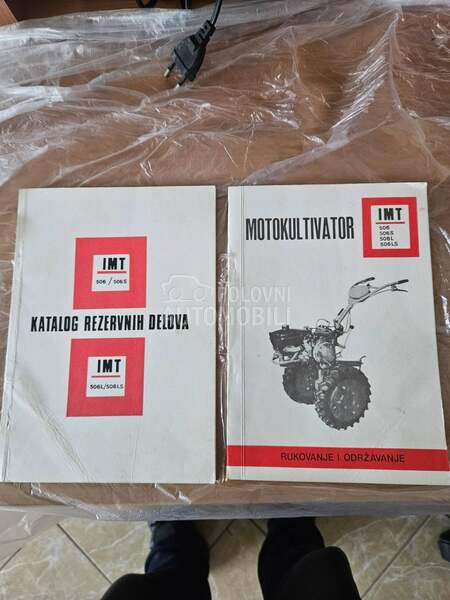 IMT
506 / 506S
KATALOG REZERVNIH DELOVA
IMT
506L/506LS
MOTOKULTIVATOR
IMT
506
506S
506L
506LS
RUKOVANJE I ODRŽAVANJE
POLOVNI
AUTOMOBILI